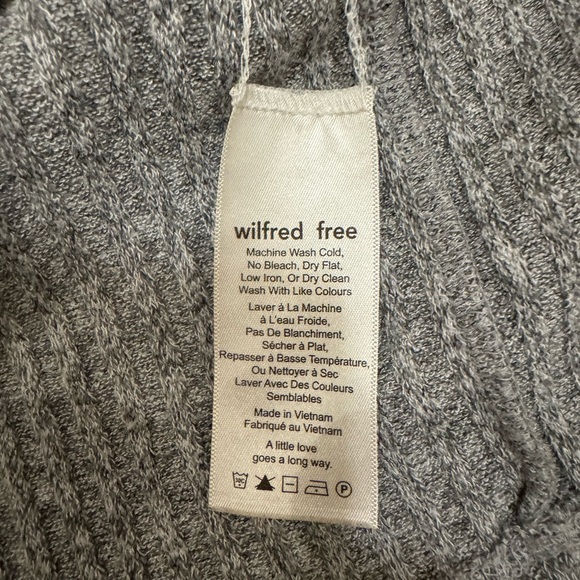 wilfred free
Machine Wash Cold,
No Bleach, Dry Flat,
Low Iron, Or Dry Clean
Wash With Like Colours
Laver à La Machine
à L'eau Froide,
Pas De Blanchiment,
Sécher à Plat,
Repasser à Basse Température,
Ou Nettoyer à Sec
Laver Avec Des Couleurs
Semblables
Made in Vietnam
Fabriqué au Vietnam
A little love
goes a long way.
30C P